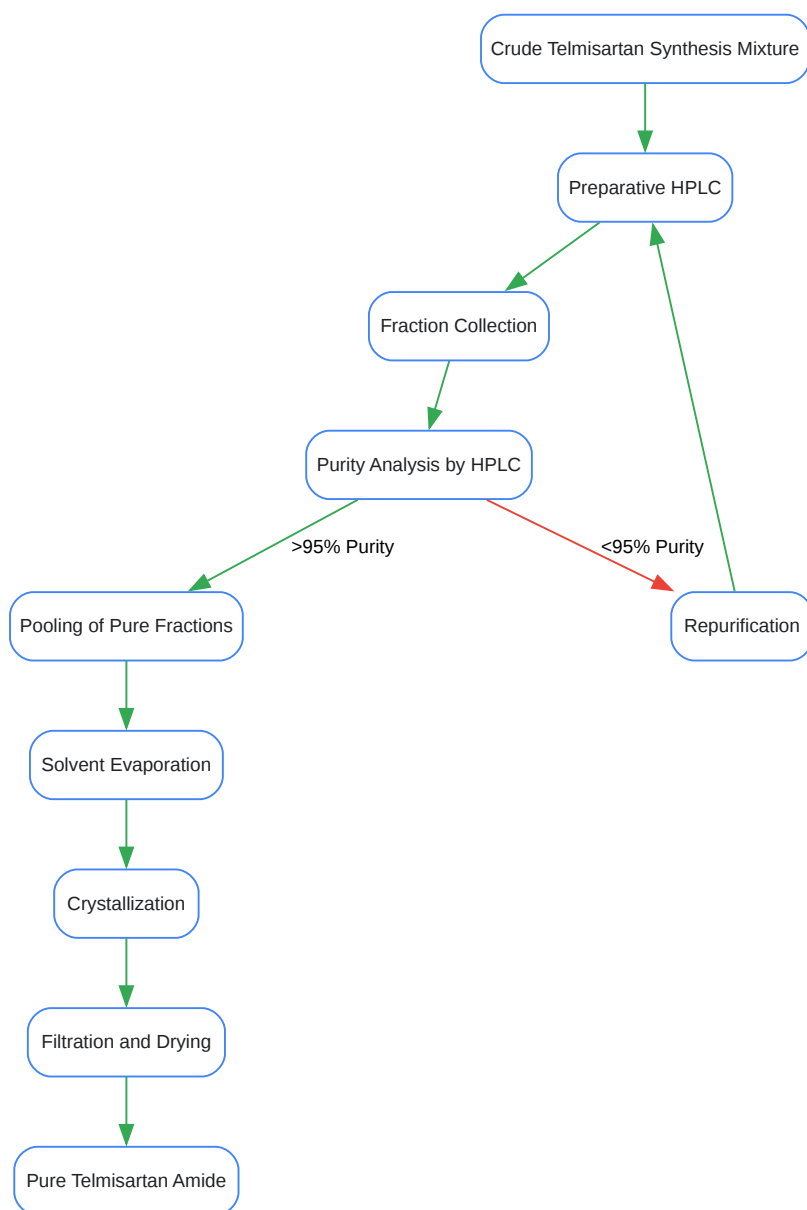 Crude Telmisartan Synthesis Mixture
Preparative HPLC
Fraction Collection
Purity Analysis by HPLC
>95% Purity
<95% Purity
Pooling of Pure Fractions
Repurification
Solvent Evaporation
Crystallization
Filtration and Drying
Pure Telmisartan Amide